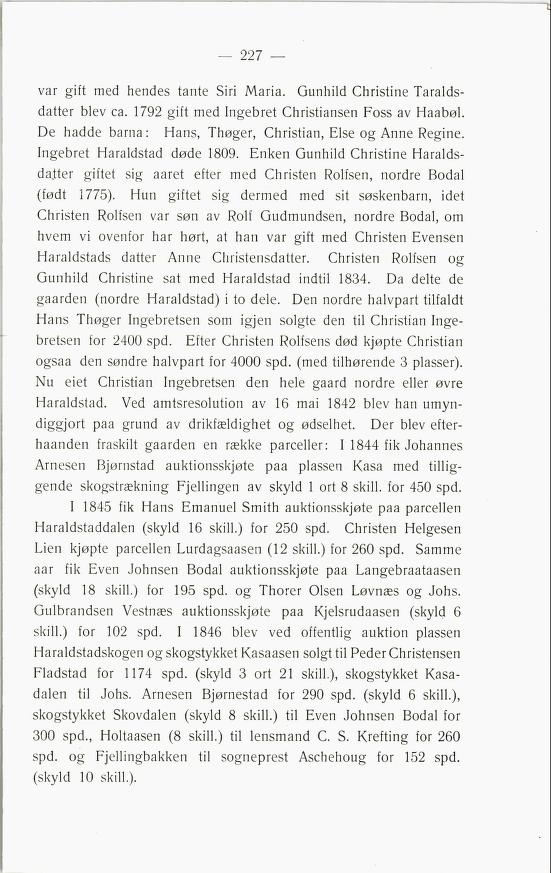 — 227 —
var gift med hendes tante Siri Maria. Gunhild Christine Taralds-
datter blev ca. 1792 gift med Ingebret Christiansen Foss av Haabøl.
De hadde barna: Hans, Thøger, Christian, Else og Anne Regine.
Ingebret Haraldstad døde 1809. Enken Gunhild Christine Haralds-
datter giftet sig aaret efter med Christen Rolfsen, nordre Bodal
(født 1775). Hun giftet sig dermed med sit søskenbarn, idet
Christen Rolfsen var søn av Rolf Gudmundsen, nordre Bodal, om
hvem vi ovenfor har hørt, at han var gift med Christen Evensen
Haraldstads datter Anne Christensdatter. Christen Rolfsen og
Gunhild Christine sat med Haraldstad indtil 1834. Da delte de
gaarden (nordre Haraldstad) i to dele. Den nordre halvpart tilfaldt
Hans Thøger Ingebretsen som igjen solgte den til Christian Inge-
bretsen for 2400 spd. Efter Christen Rolfsens død kjøpte Christian
ogsaa den søndre halvpart for 4000 spd. (med tilhørende 3 plasser).
Nu eiet Christian Ingebretsen den hele gaard nordre eller øvre
Haraldstad. Ved amtsresolution av 16 mai 1842 blev han umyn-
diggjort paa grund av drikfældighet og ødselhet. Der blev efter-
haanden fraskilt gaarden en række parceller: I 1844 fik Johannes
Arnesen Bjørnstad auktionsskjøte paa plassen Kasa med tillig-
gende skogstrækning Fjellingen av skyld 1 ort 8 skill. for 450 spd.
I 1845 fik Hans Emanuel Smith auktionsskjøte paa parcellen
Haraldstaddalen (skyld 16 skill.) for 250 spd. Christen Helgesen
Lien kjøpte parcellen Lurdagsaasen (12 skill.) for 260 spd. Samme
aar fik Even Johnsen Bodal auktionsskjøte paa Langebraataasen
(skyld 18 skill.) for 195 spd. og Thorer Olsen Løvnæs og Johs.
Gulbrandsen Vestnæs auktionsskjøte paa Kjelsrudaasen (skyld 6
skill.) for 102 spd. I 1846 blev ved offentlig auktion plassen
Haraldstadskogen og skogstykket Kasaasen solgt til Peder Christensen
Fladstad for 1174 spd. (skyld 3 ort 21 skill.), skogstykket Kasa-
dalen til Johs. Arnesen Bjørnestad for 290 spd. (skyld 6 skill.),
skogstykket Skovdalen (skyld 8 skill.) til Even Johnsen Bodal for
300 spd., Holtaasen (8 skill.) til lensmand C. S. Krefting for 260
spd. og Fjellingbakken til sogneprest Aschehoug for 152 spd.
(skyld 10 skill.).